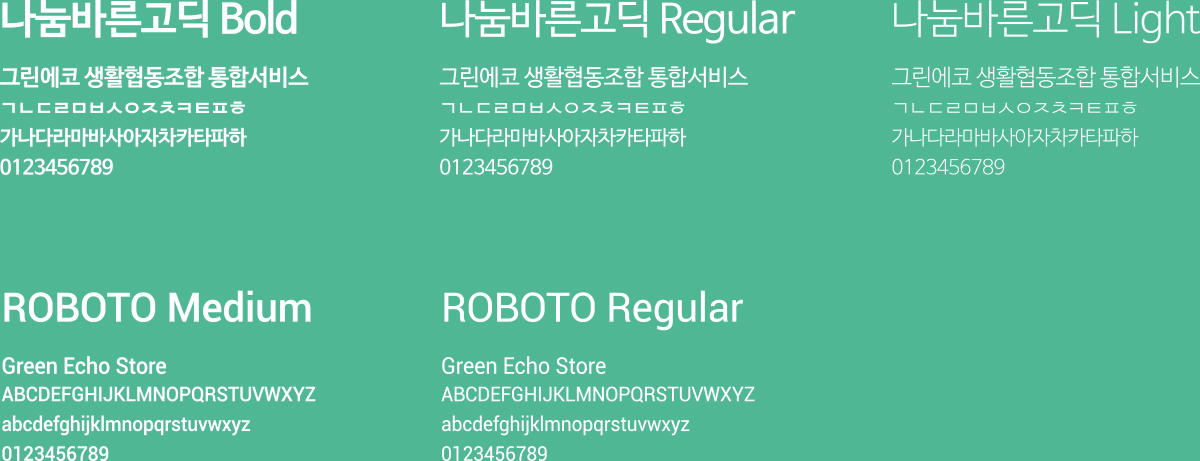 나눔바른고딕 Bold
그린에코 생활협동조합 통합서비스
ㄱㄴㄷㄹㅁㅂㅅㅇㅈㅊㅋㅌㅍㅎ
가나다라마바사아자차카타파하
0123456789
나눔바른고딕 Regular
그린에코 생활협동조합 통합서비스
ㄱㄴㄷㄹㅁㅂㅅㅇㅈㅊㅋㅌㅍㅎ
가나다라마바사아자차카타파하
0123456789
나눔바른고딕 Light
그린에코 생활협동조합 통합서비스
ㄱㄴㄷㄹㅁㅂㅅㅇㅈㅊㅋㅌㅍㅎ
가나다라마바사아자차카타파하
0123456789
ROBOTO Medium
Green Echo Store
ABCDEFGHIJKLMNOPQRSTUVWXYZ
abcdefghijklmnopqrstuvwxyz
0123456789
ROBOTO Regular
Green Echo Store
ABCDEFGHIJKLMNOPQRSTUVWXYZ
abcdefghijklmnopqrstuvwxyz
0123456789